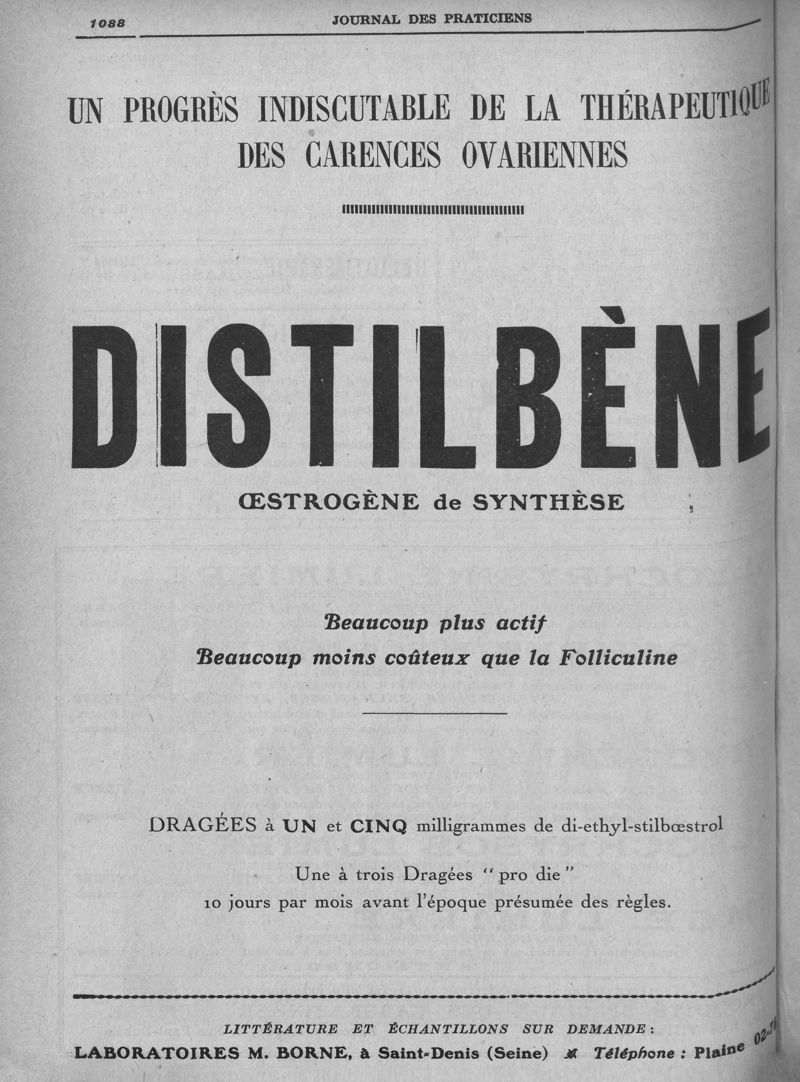 1088
JOURNAL DES PRATICIENS
UN PROGRÈS INDISCUTABLE DE LA THÉRAPEUTIQUE
DES CARENCES OVARIENNES
DISTILBÈNE
ŒSTROGÈNE de SYNTHÈSE
Beaucoup plus actif
Beaucoup moins coûteux que la Folliculine
DRAGÉES à UN et CINQ milligrammes de di-ethyl-stilbœstrol
Une à trois Dragées “pro die”
10 jours par mois avant l'époque présumée des règles.
LITTÉRATURE ET ÉCHANTILLONS SUR DEMANDE :
LABORATOIRES M. BORNE, à Saint-Denis (Seine) Téléphone : Plaine